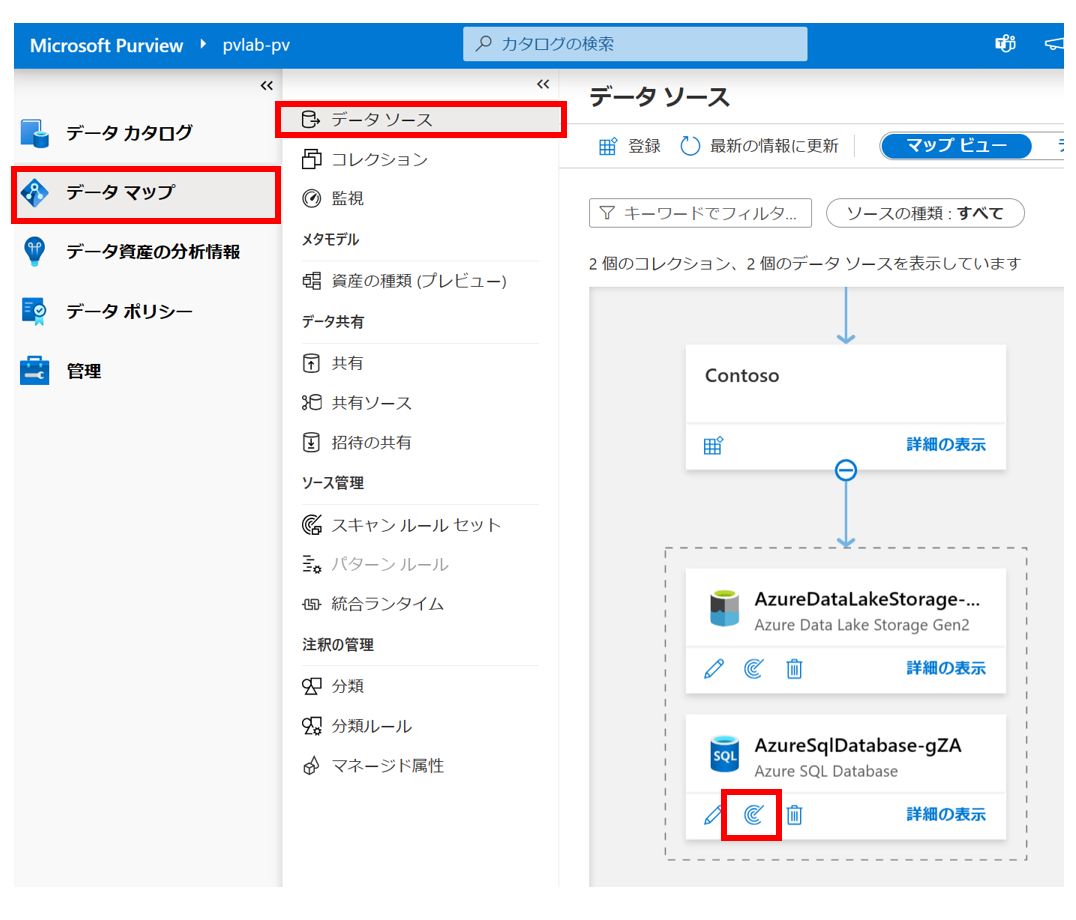 Microsoft Purview pvlab-pv
カタログの検索
データ カタログ
データ マップ
データ資産の分析情報
データ ポリシー
管理
データ ソース
コレクション
監視
メタモデル
資産の種類 (プレビュー)
データ共有
共有
共有ソース
招待の共有
ソース管理
スキャン ルール セット
パターン ルール
統合ランタイム
注釈の管理
分類
分類ルール
マネージド属性
データ ソース
登録 最新の情報に更新 マップ ビュー
キーワードでフィルタ... ソースの種類 : すべて
2 個のコレクション、2 個のデータ ソースを表示しています
Contoso
詳細の表示
AzureDataLakeStorage-...
Azure Data Lake Storage Gen2
詳細の表示
SQL
AzureSqlDatabase-gZA
Azure SQL Database
詳細の表示